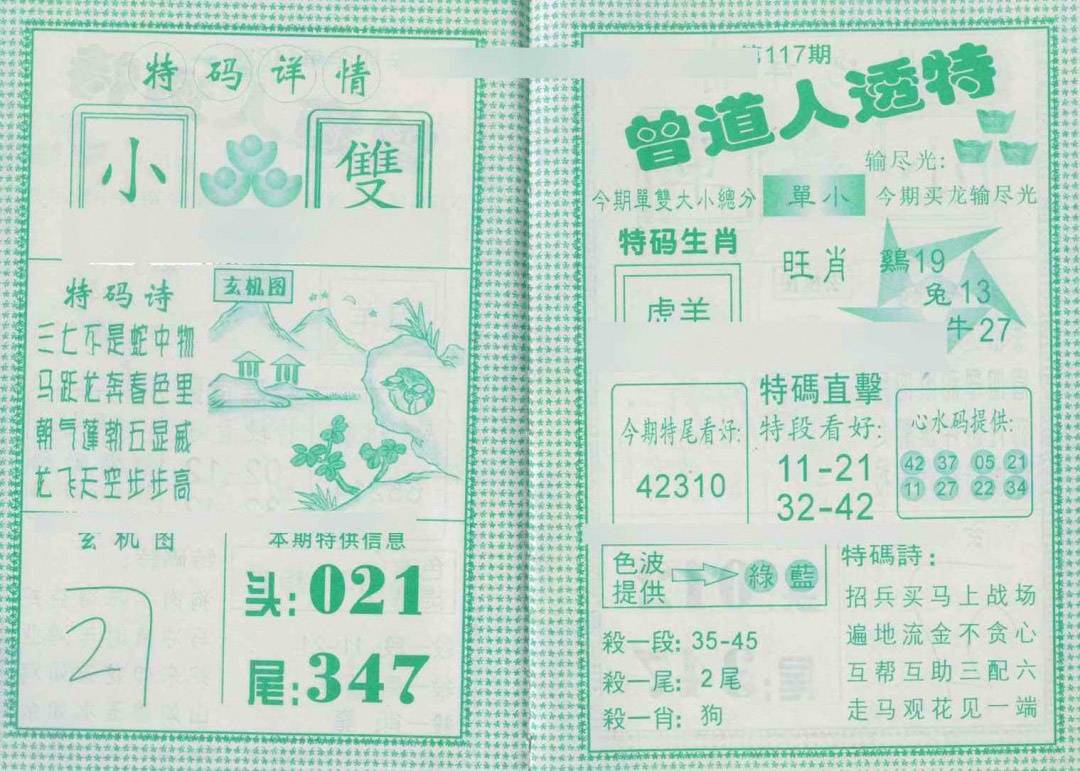 特码详情
小
雙
特码诗
三七不是蛇中物
马跃龙奔春色里
朝气蓬勃五显威
龙飞天空步步高
玄机图
玄机图
27
本期特供信息
头:021
尾:347
第117期
曾道人透特
输尽光:
今期單雙大小總分
單小
今期买龙输尽光
特码生肖
虎羊
旺肖
鷄19
兔13
牛27
特碼直擊
今期特尾看好:
42310
特段看好:
11-21
32-42
心水码提供:
42 37 05 21
11 27 22 34
色波
提供
綠藍
殺一段: 35-45
殺一尾: 2尾
殺一肖: 狗
特碼詩:
招兵买马上战场
遍地流金不贪心
互帮互助三配六
走马观花见一端